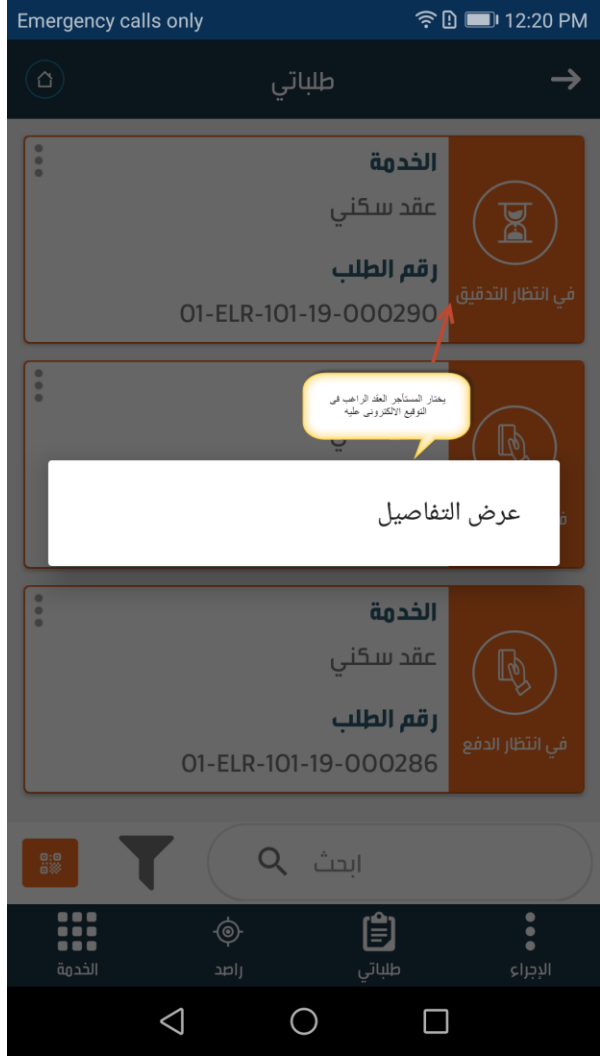 Emergency calls only
12:20 PM
طلباتي
الخدمة
عقد سكني
رقم الطلب
01-ELR-101-19-000290
في انتظار التدقيق
يختار المستأجر العقد الراغب فى
التوقيع الالكترونى عليه
عرض التفاصيل
الخدمة
عقد سكني
رقم الطلب
01-ELR-101-19-000286
في انتظار الدفع
ابحث
الإجراء
طلباتي
راصد
الخدمة